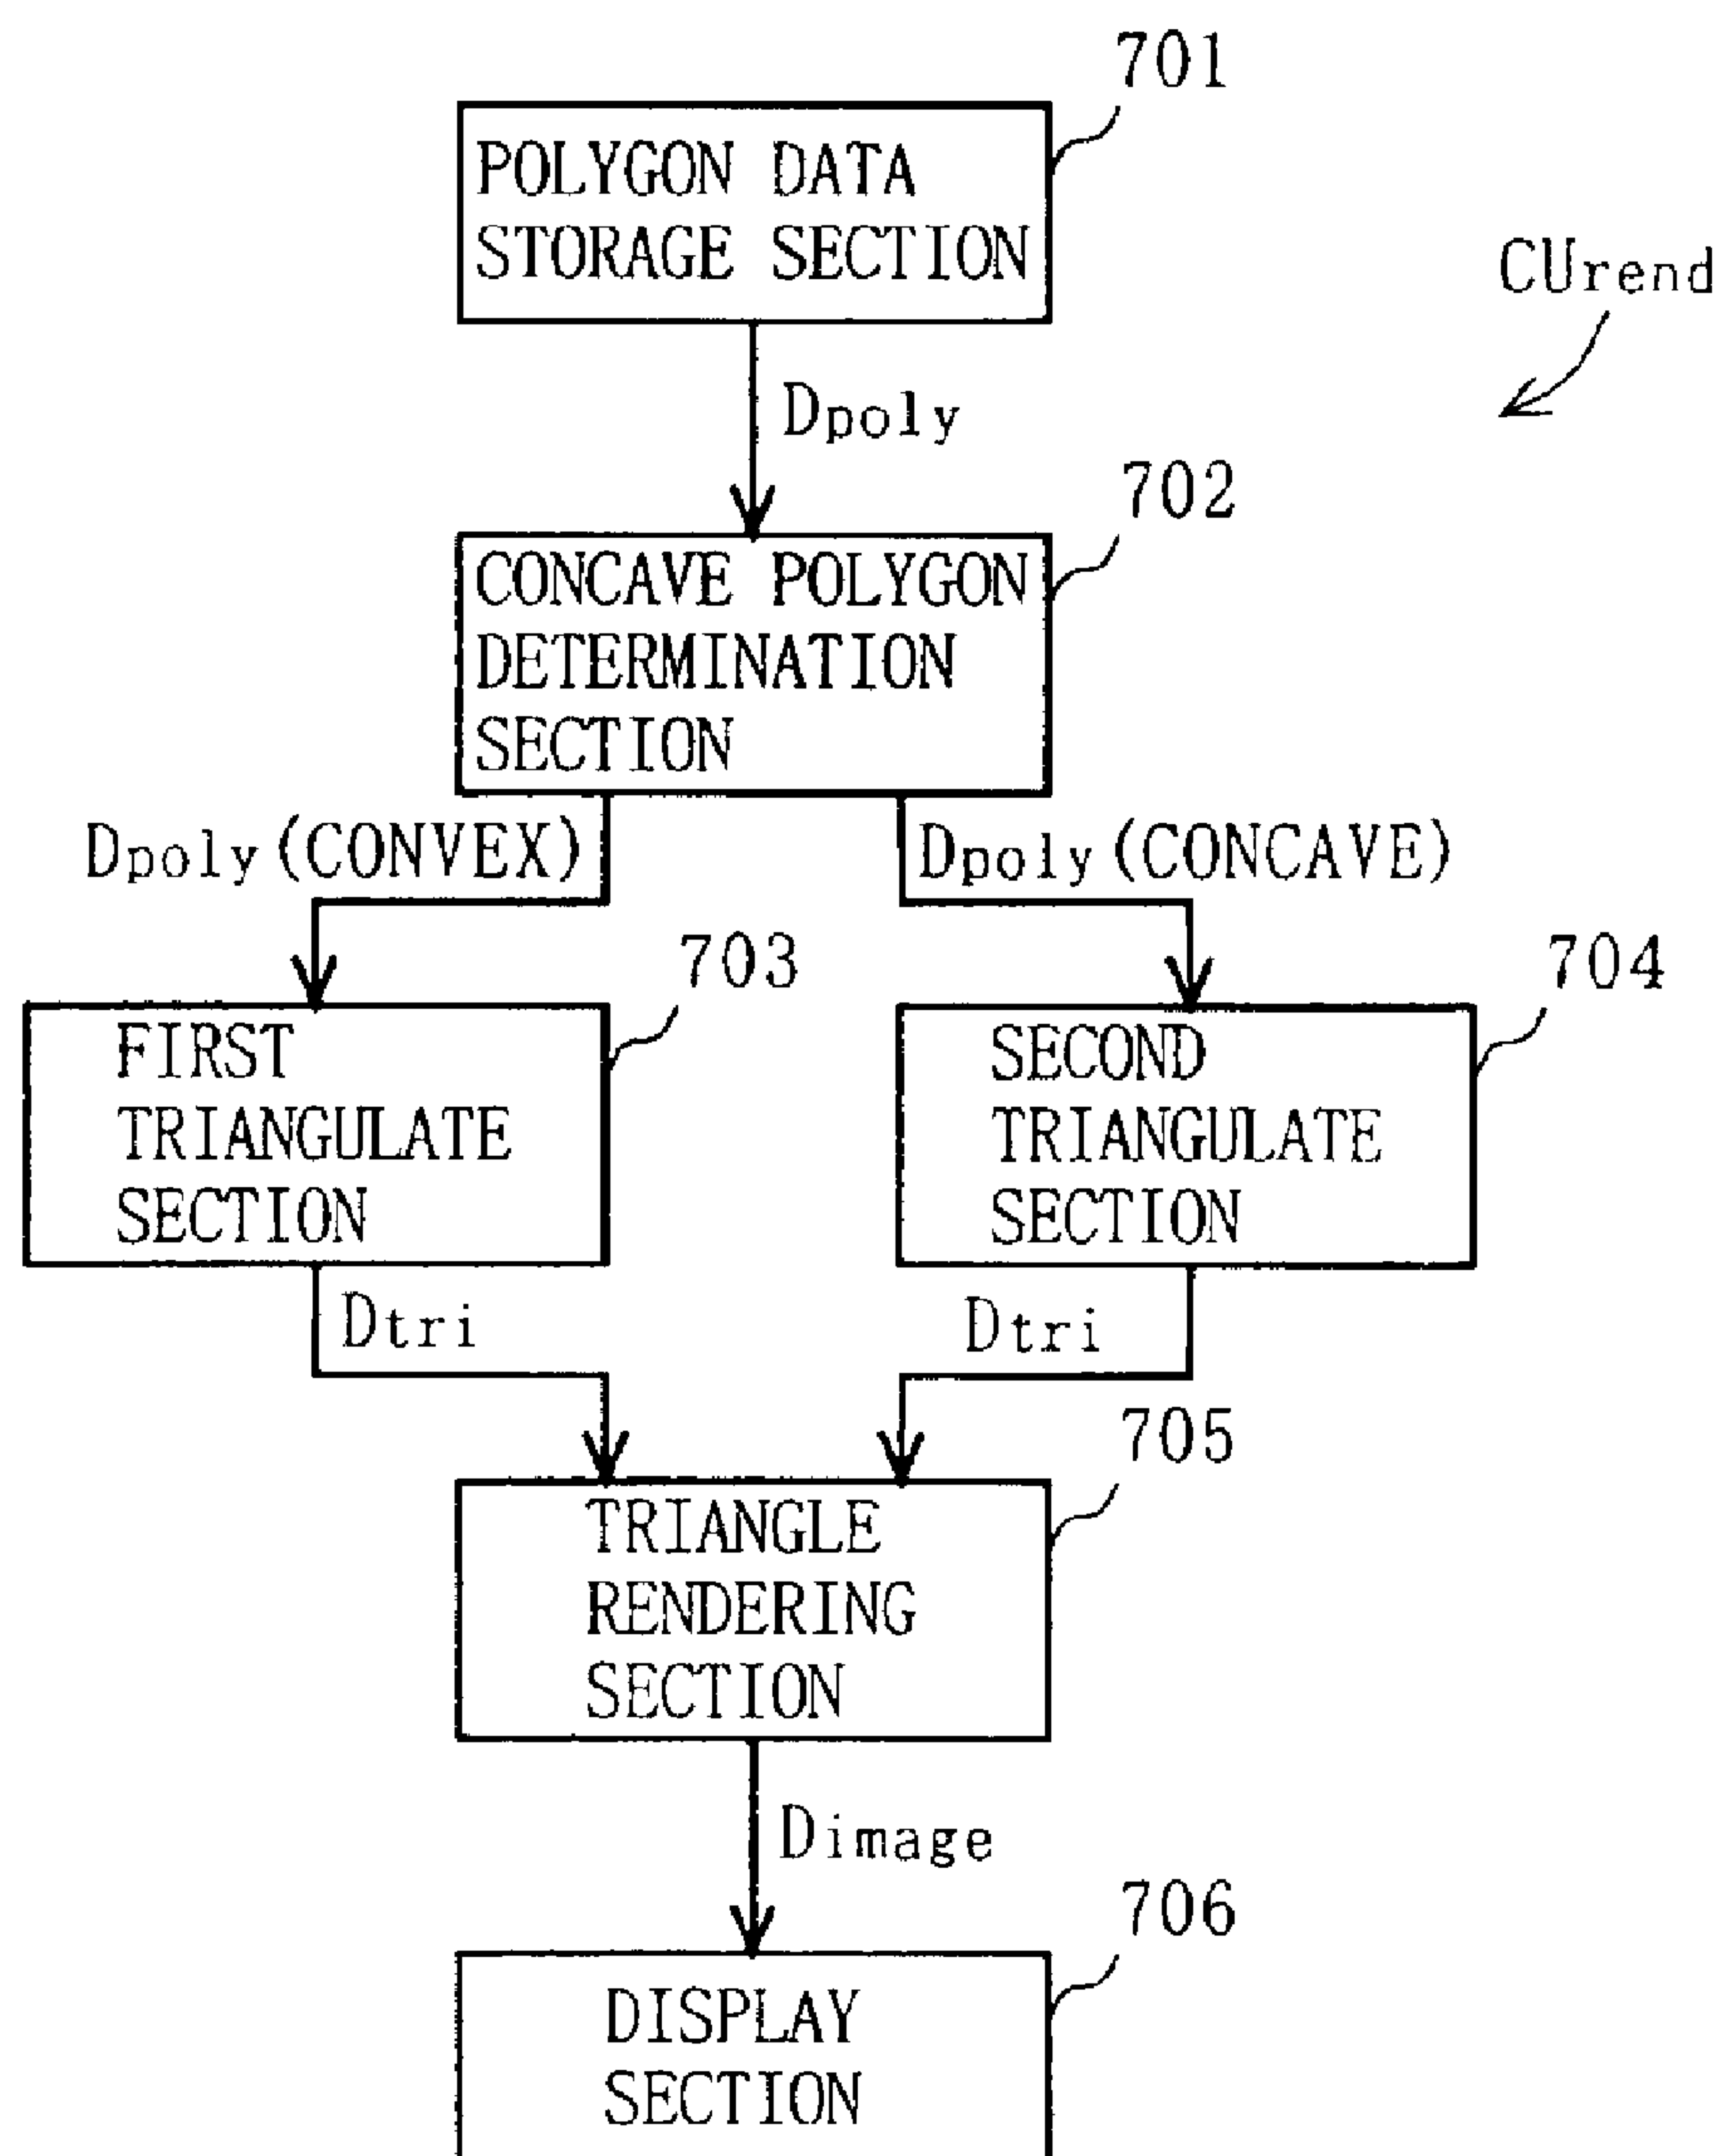 701
POLYGON DATA
STORAGE SECTION
CUrend
Dpoly
702
CONCAVE POLYGON
DETERMINATION
SECTION
Dpoly(CONVEX)
Dpoly(CONCAVE)
703
704
FIRST
TRIANGULATE
SECTION
SECOND
TRIANGULATE
SECTION
Dtri
Dtri
705
TRIANGLE
RENDERING
SECTION
Dimage
706
DISPLAY
SECTION